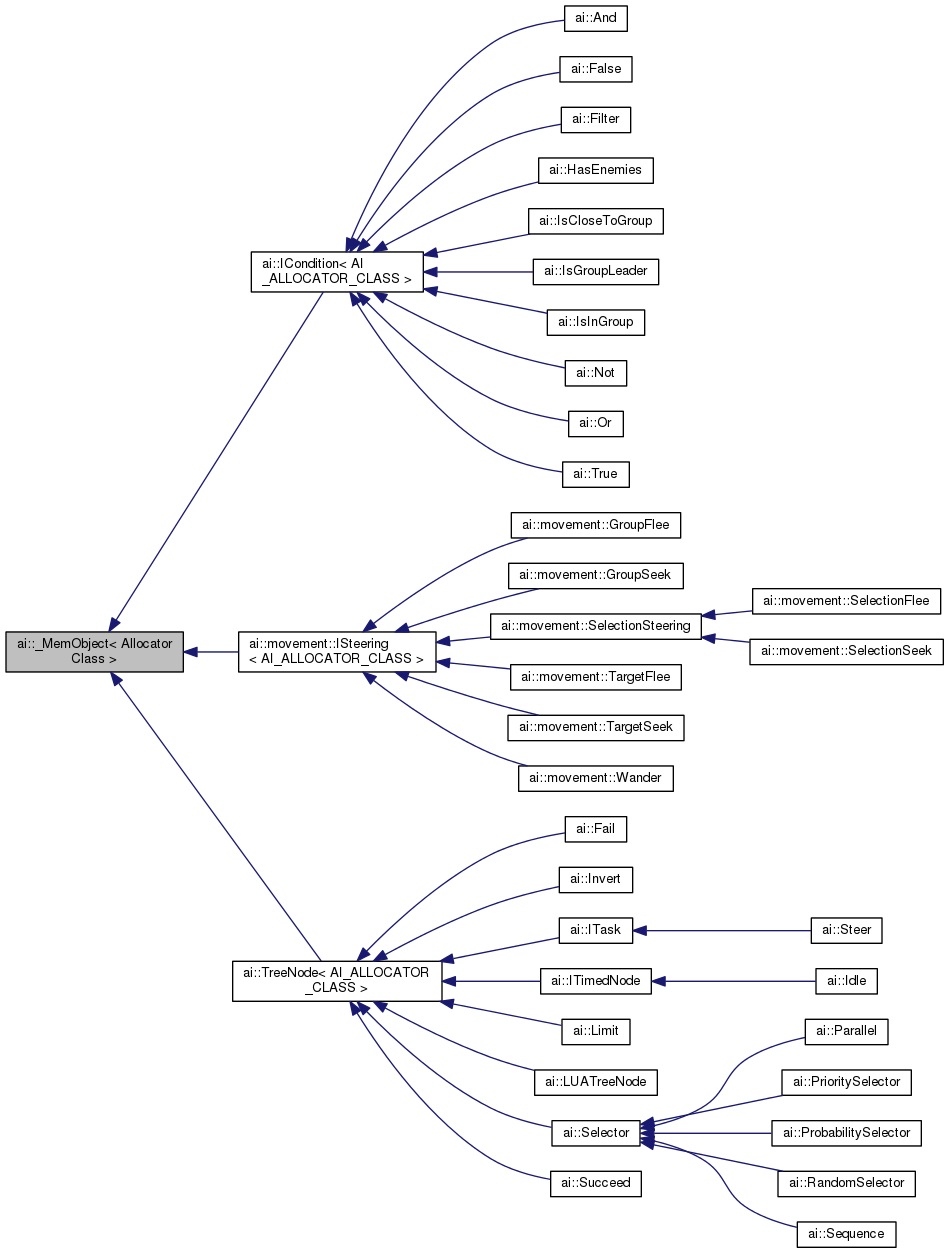 ai::And
ai::False
ai::Filter
ai::HasEnemies
ai::IsCloseToGroup
ai::ICondition< AI
_ALLOCATOR_CLASS >
ai::IsGroupLeader
ai::IsInGroup
ai::Not
ai::Or
ai::True
ai::movement::GroupFlee
ai::movement::GroupSeek
ai::movement::SelectionFlee
ai::movement::SelectionSteering
ai::_MemObject< Allocator
Class >
ai::movement::ISteering
< AI_ALLOCATOR_CLASS >
ai::movement::SelectionSeek
ai::movement::TargetFlee
ai::movement::TargetSeek
ai::movement::Wander
ai::Fail
ai::Invert
ai::ITask
ai::Steer
ai::TreeNode< AI_ALLOCATOR
_CLASS >
ai::ITimedNode
ai::Idle
ai::Limit
ai::Parallel
ai::LUATreeNode
ai::PrioritySelector
ai::Selector
ai::ProbabilitySelector
ai::Succeed
ai::RandomSelector
ai::Sequence